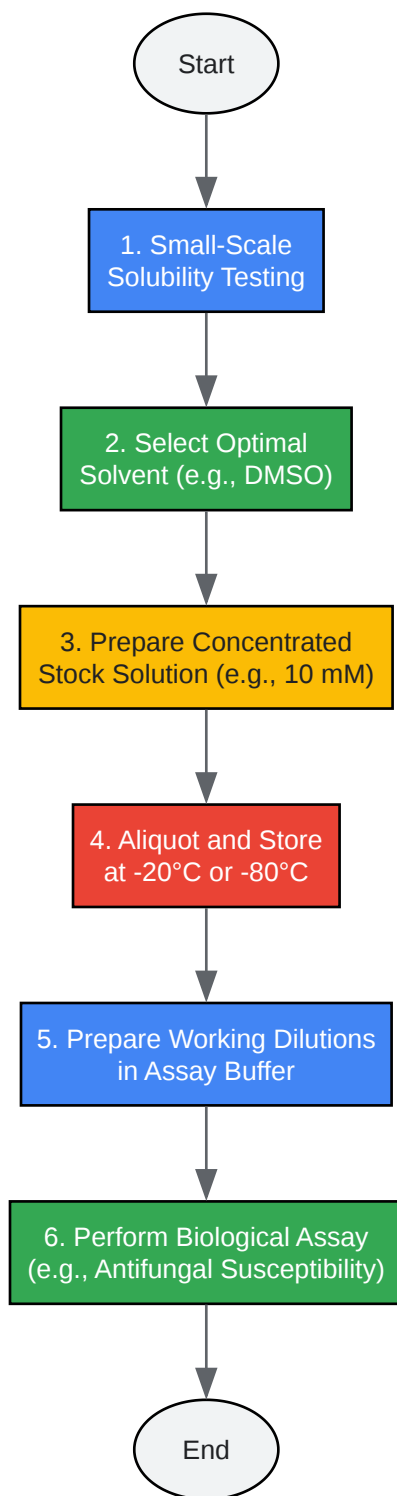 Start
1. Small-Scale
Solubility Testing
2. Select Optimal
Solvent (e.g., DMSO)
3. Prepare Concentrated
Stock Solution (e.g., 10 mM)
4. Aliquot and Store
at -20°C or -80°C
5. Prepare Working Dilutions
in Assay Buffer
6. Perform Biological Assay
(e.g., Antifungal Susceptibility)
End